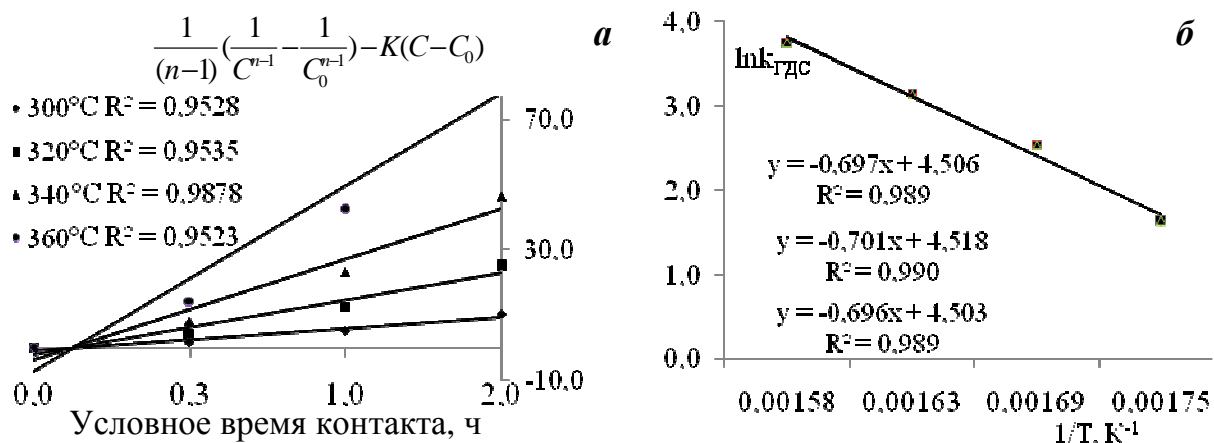 1/(n−1) (1/C^{n−1} − 1/C_0^{n−1}) − K(C − C_0)
а
• 300°C R² = 0,9528
■ 320°C R² = 0,9535
▲ 340°C R² = 0,9878
● 360°C R² = 0,9523
70,0
30,0
-10,0
0,0 0,3 1,0 2,0
Условное время контакта, ч
б
4,0
lnk_ГДС
3,0
2,0
1,0
0,0
y = -0,697x + 4,506
R² = 0,989
y = -0,701x + 4,518
R² = 0,990
y = -0,696x + 4,503
R² = 0,989
0,00158 0,00163 0,00169 0,00175
1/T, K⁻¹